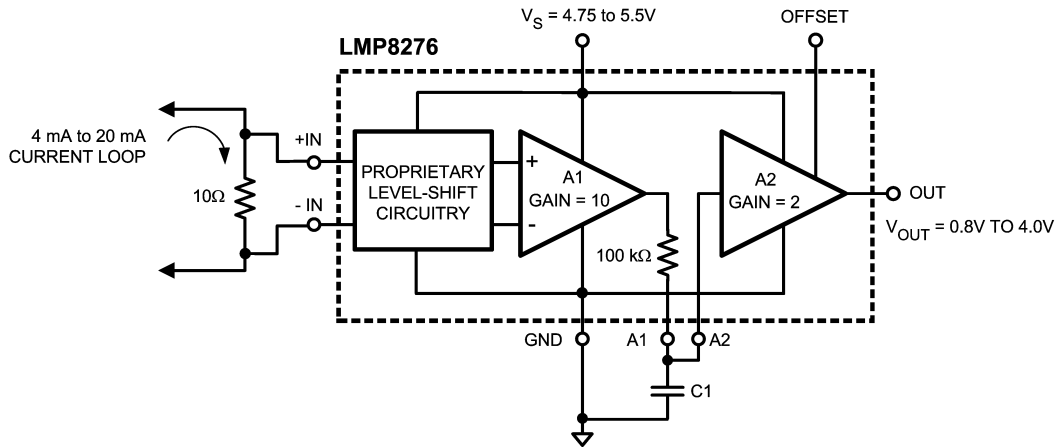 V_S = 4.75 to 5.5V
OFFSET
LMP8276
4 mA to 20 mA
CURRENT LOOP
+IN
10Ω
- IN
PROPRIETARY
LEVEL-SHIFT
CIRCUITRY
+
A1
GAIN = 10
-
100 kΩ
A2
GAIN = 2
OUT
V_OUT = 0.8V TO 4.0V
GND
A1
A2
C1